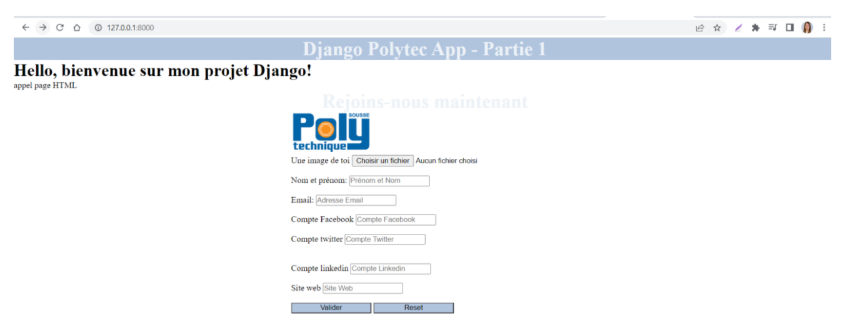 127.0.0.1:8000
Django Polytec App - Partie 1
Hello, bienvenue sur mon projet Django!
appel page HTML
Rejoins-nous maintenant
SOUSSE
Poly
technique
Une image de toi Choisir un fichier Aucun fichier choisi
Nom et prénom: Prénom et Nom
Email: Adresse Email
Compte Facebook Compte Facebook
Compte twitter Compte Twitter
Compte linkedin Compte Linkedin
Site web Site Web
Valider Reset